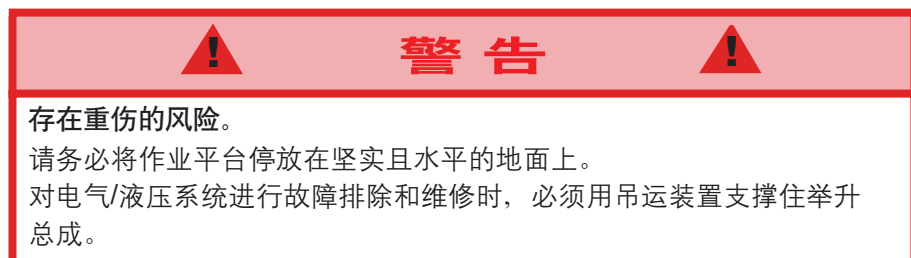 警 告
存在重伤的风险。
请务必将作业平台停放在坚实且水平的地面上。
对电气/液压系统进行故障排除和维修时，必须用吊运装置支撑住举升
总成。